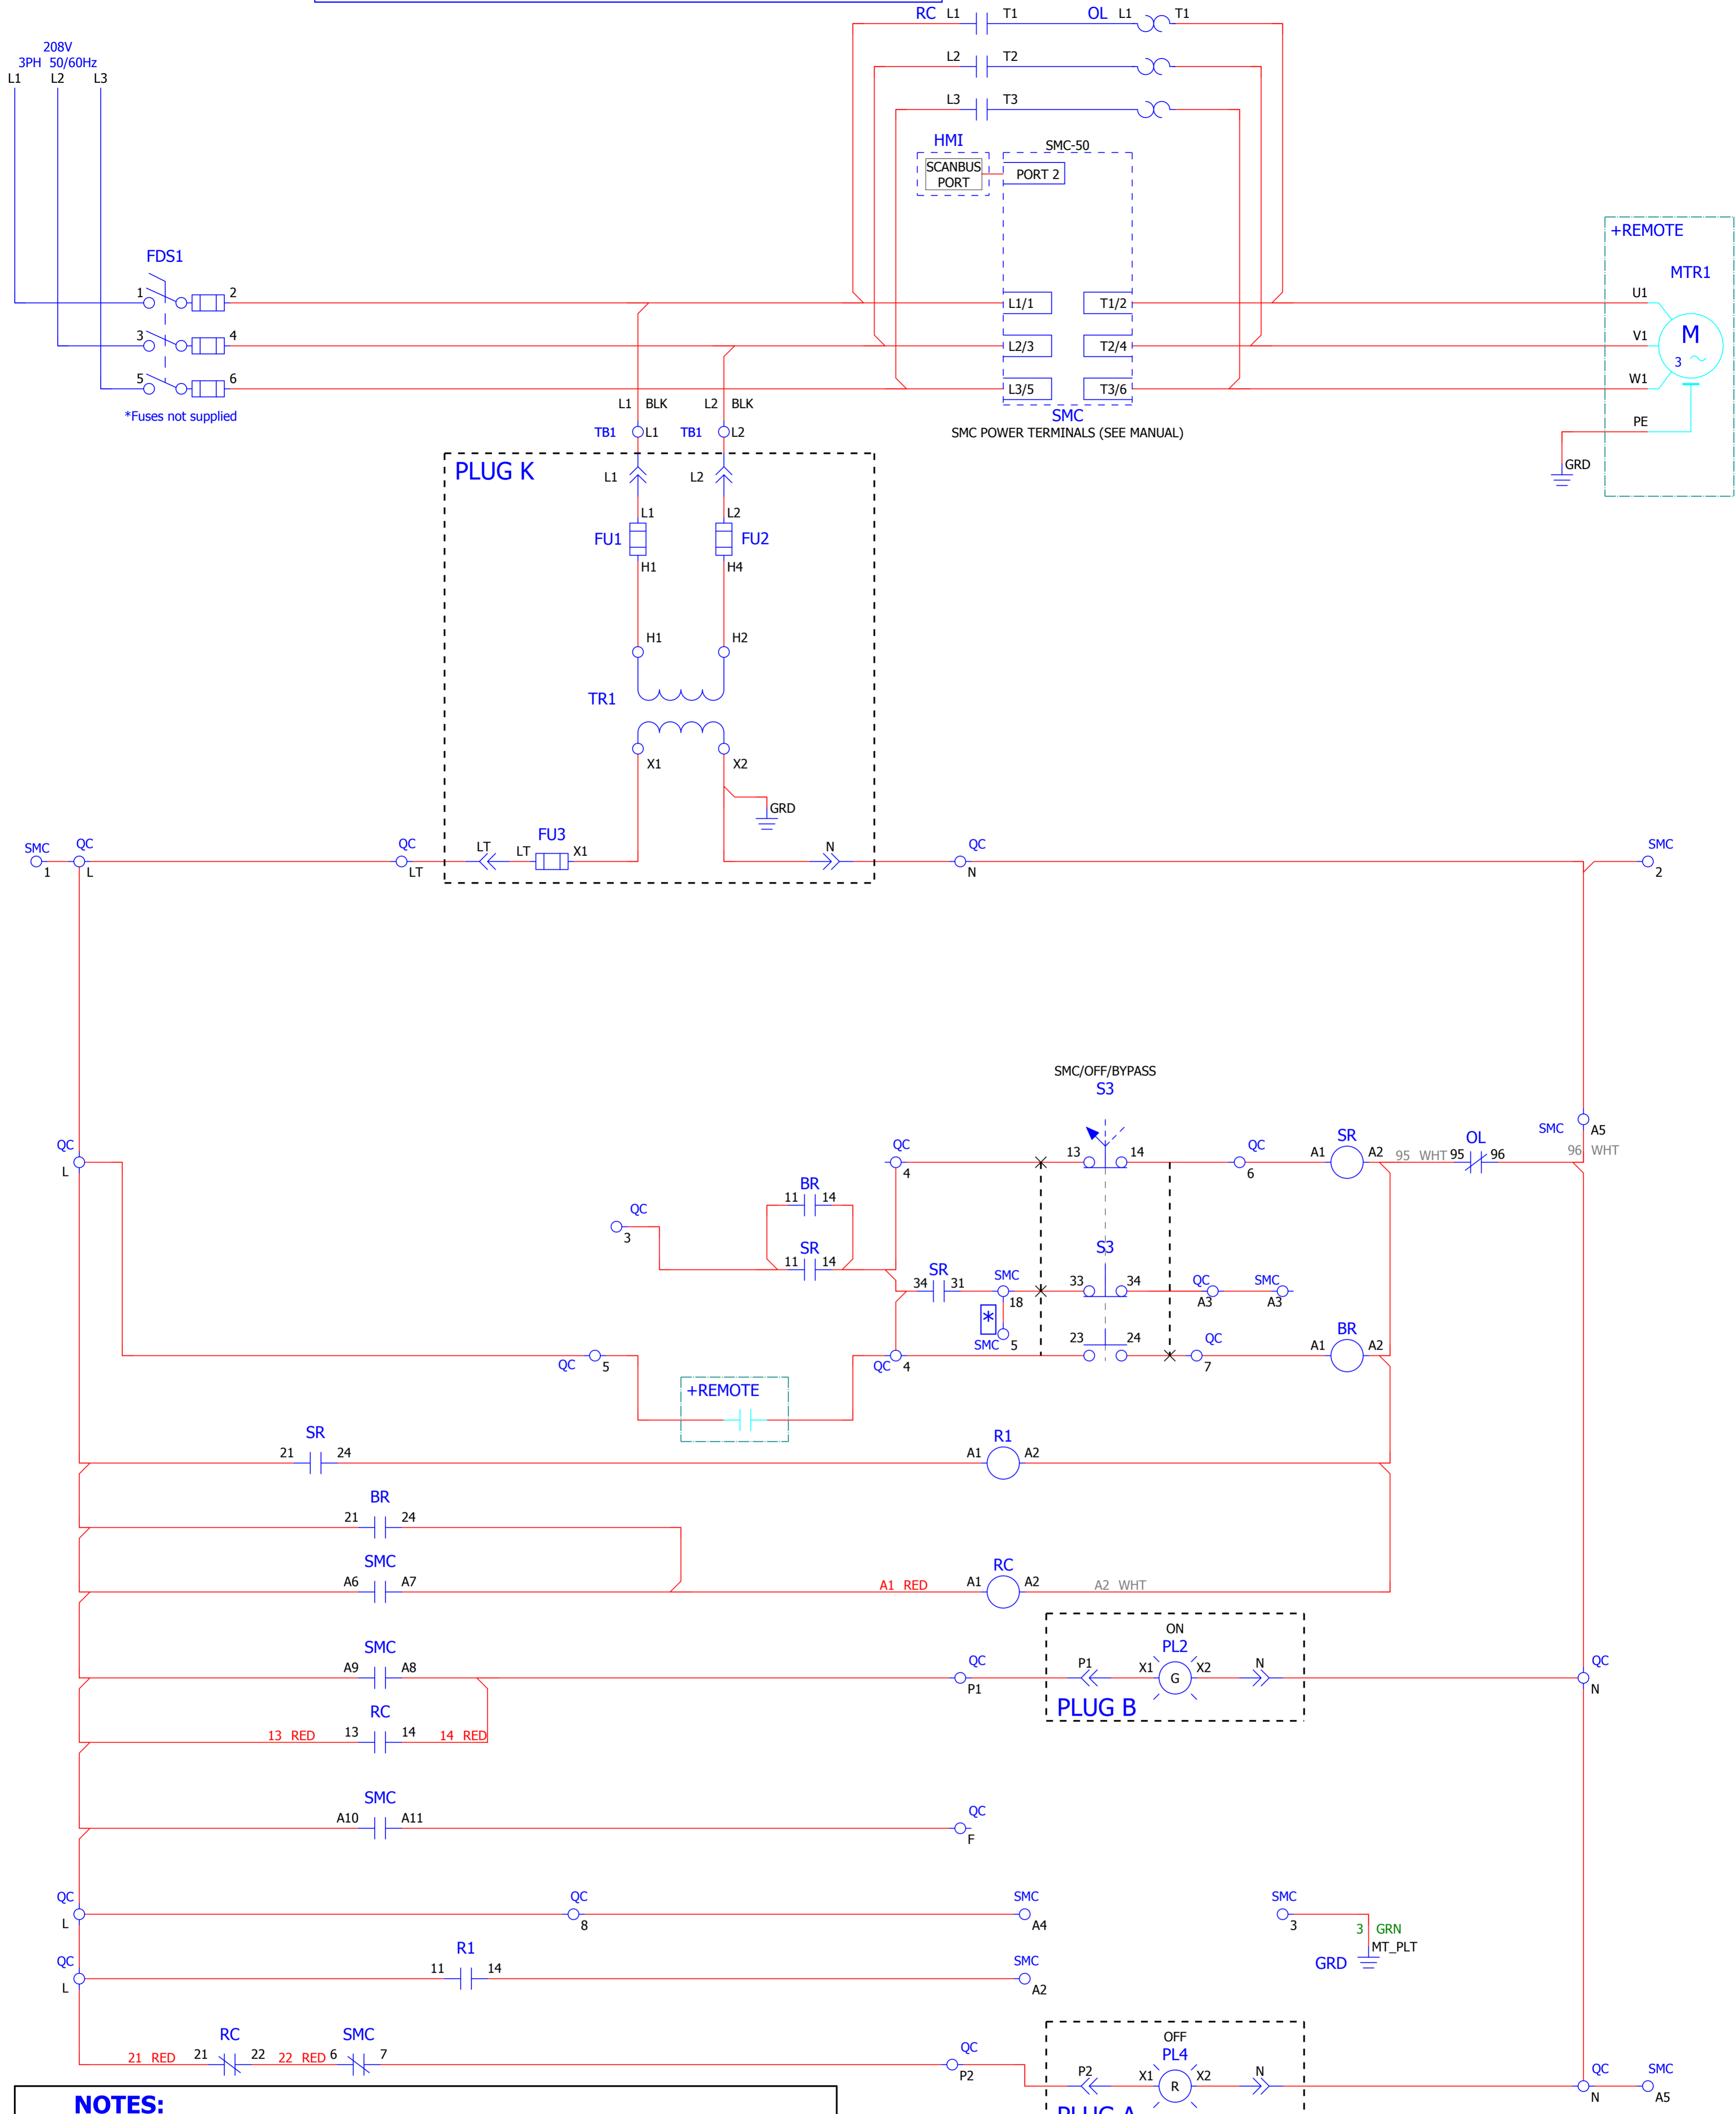 RC L1 T1 OL L1 T1
208V
3PH 50/60Hz
L1 L2 L3
L2 T2
L3 T3
HMI SMC-50
SCANBUS
PORT
PORT 2
+REMOTE
MTR1
FDS1
1 2 L1/1 T1/2 U1
3 4 L2/3 T2/4 V1
M
3
5 6 L3/5 T3/6 W1
*Fuses not supplied
L1 BLK L2 BLK
SMC
SMC POWER TERMINALS (SEE MANUAL)
PE
TB1 L1 TB1 L2
GRD
PLUG K
L1 L2
L1 L2
FU1 FU2
H1 H4
H1 H2
TR1
X1 X2
GRD
SMC QC QC LT LT FU3 X1 N QC SMC
1 L LT N 2
SMC/OFF/BYPASS
S3
SMC A5
QC QC 13 14 QC SR OL
L 4 6 A1 A2 95 WHT 95 96 96 WHT
BR
11 14
QC
3
SR
11 14
S3
SR
34 31 SMC 33 34 QC SMC
18 A3 A3
*
SMC 5 23 24 QC BR
QC 5 QC 4 7 A1 A2
+REMOTE
SR R1
21 24 A1 A2
BR
21 24
SMC RC
A6 A7 A1 RED A1 A2 A2 WHT
ON
SMC PL2
A9 A8 QC P1 X1 G X2 N QC
P1 N
PLUG B
RC
13 RED 13 14 14 RED
SMC
A10 A11 QC
F
QC QC SMC SMC
L 8 A4 3
3 GRN
MT_PLT
GRD
QC R1 SMC
L 11 14 A2
OFF
RC SMC PL4
21 RED 21 22 22 RED 6 7 QC P2 X1 R X2 N QC SMC
P2 N A5
NOTES:
PLUG A